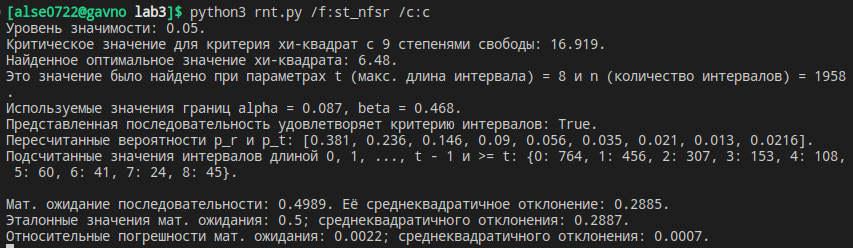 [alse0722@gavno lab3]$ python3 rnt.py /f:st_nfsr /c:c
Уровень значимости: 0.05.
Критическое значение для критерия хи-квадрат с 9 степенями свободы: 16.919.
Найденное оптимальное значение хи-квадрата: 6.48.
Это значение было найдено при параметрах t (макс. длина интервала) = 8 и n (количество интервалов) = 1958
.
Используемые значения границ alpha = 0.087, beta = 0.468.
Представленная последовательность удовлетворяет критерию интервалов: True.
Пересчитанные вероятности p_r и p_t: [0.381, 0.236, 0.146, 0.09, 0.056, 0.035, 0.021, 0.013, 0.0216].
Подсчитанные значения интервалов длиной 0, 1, ..., t - 1 и >= t: {0: 764, 1: 456, 2: 307, 3: 153, 4: 108,
5: 60, 6: 41, 7: 24, 8: 45}.
Мат. ожидание последовательности: 0.4989. Её среднеквадратичное отклонение: 0.2885.
Эталонные значения мат. ожидания: 0.5; среднеквадратичного отклонения: 0.2887.
Относительные погрешности мат. ожидания: 0.0022; среднеквадратичного отклонения: 0.0007.